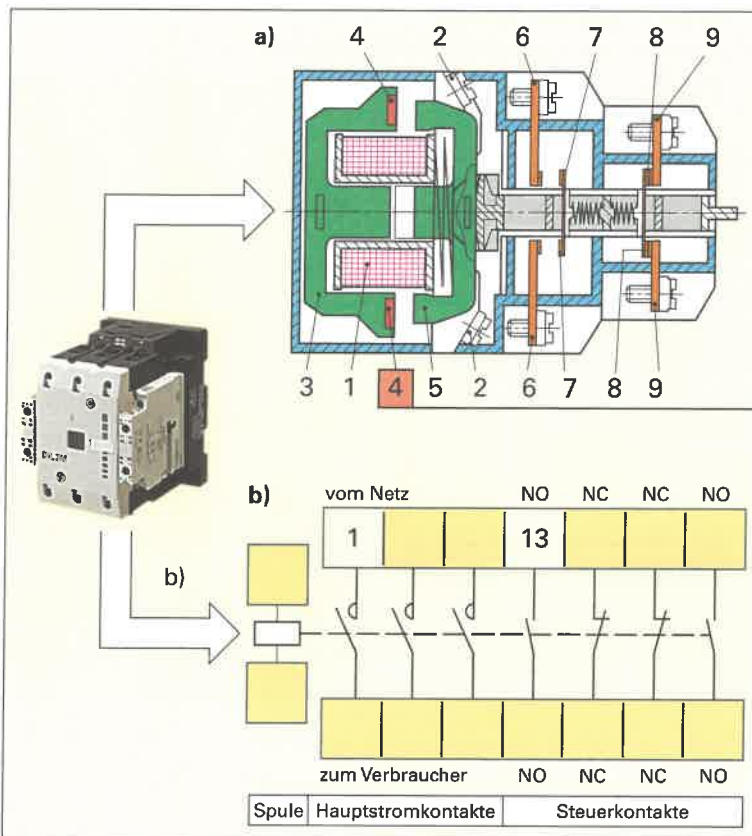 a)
4 2 6 7 8 9
3 1 4 5 2 6 7 8 9
b)
b)
vom Netz NO NC NC NO
1 13
zum Verbraucher NO NC NC NO
Spule Hauptstromkontakte Steuerkontakte